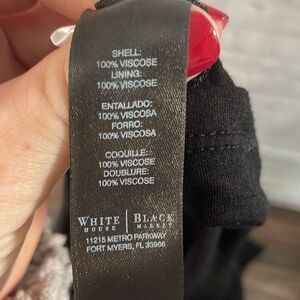 SHELL:
100% VISCOSE
LINING:
100% VISCOSE
ENTALLADO:
100% VISCOSA
FORRO:
100% VISCOSA
COQUILLE:
100% VISCOSE
DOUBLURE:
100% VISCOSE
WHITE | BLACK
HOUSE MARKET
11215 METRO PARKWAY
FORT MYERS, FL 33966